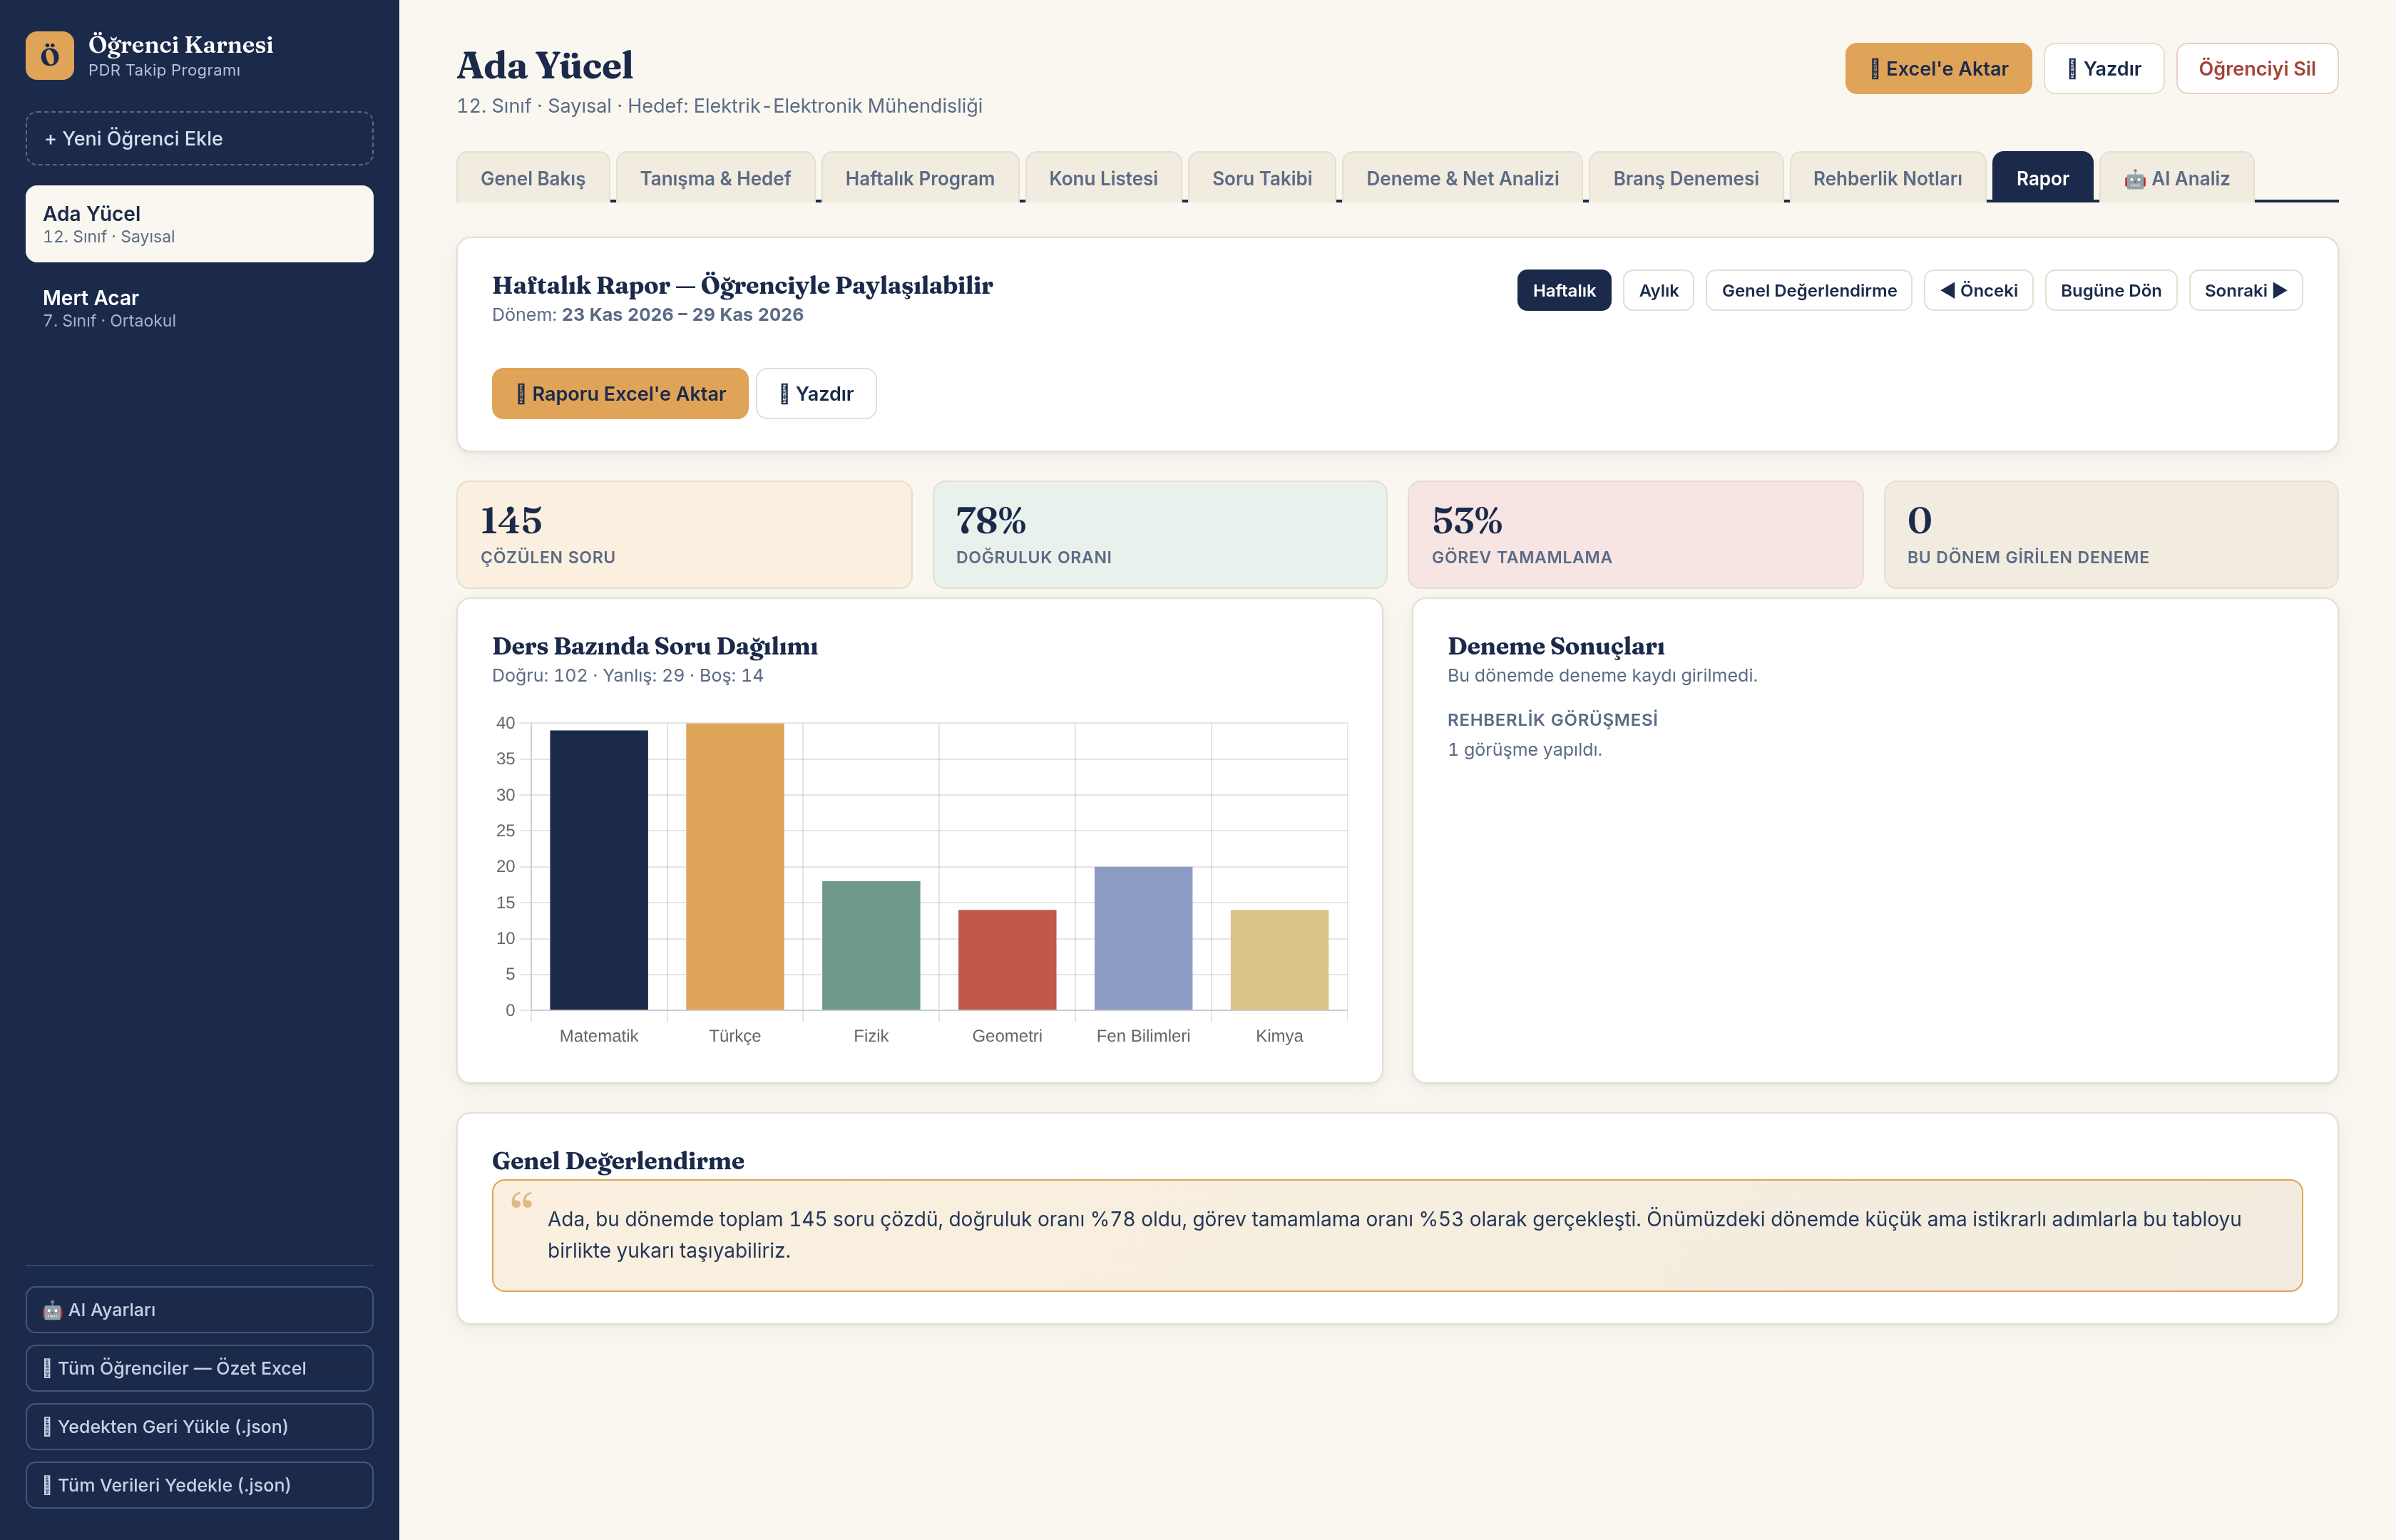 Ö
Öğrenci Karnesi
PDR Takip Programı
+ Yeni Öğrenci Ekle
Ada Yücel
12. Sınıf · Sayısal
Mert Acar
7. Sınıf · Ortaokul
🤖 AI Ayarları
Tüm Öğrenciler — Özet Excel
Yedekten Geri Yükle (.json)
Tüm Verileri Yedekle (.json)
Ada Yücel
12. Sınıf · Sayısal · Hedef: Elektrik-Elektronik Mühendisliği
Excel'e Aktar
Yazdır
Öğrenciyi Sil
Genel Bakış
Tanışma & Hedef
Haftalık Program
Konu Listesi
Soru Takibi
Deneme & Net Analizi
Branş Denemesi
Rehberlik Notları
Rapor
🤖 AI Analiz
Haftalık Rapor — Öğrenciyle Paylaşılabilir
Dönem: 23 Kas 2026 – 29 Kas 2026
Haftalık
Aylık
Genel Değerlendirme
◀ Önceki
Bugüne Dön
Sonraki ▶
Raporu Excel'e Aktar
Yazdır
145
ÇÖZÜLEN SORU
78%
DOĞRULUK ORANI
53%
GÖREV TAMAMLAMA
0
BU DÖNEM GİRİLEN DENEME
Ders Bazında Soru Dağılımı
Doğru: 102 · Yanlış: 29 · Boş: 14
40
35
30
25
20
15
10
5
0
Matematik
Türkçe
Fizik
Geometri
Fen Bilimleri
Kimya
Deneme Sonuçları
Bu dönemde deneme kaydı girilmedi.
REHBERLİK GÖRÜŞMESİ
1 görüşme yapıldı.
Genel Değerlendirme
“
Ada, bu dönemde toplam 145 soru çözdü, doğruluk oranı %78 oldu, görev tamamlama oranı %53 olarak gerçekleşti. Önümüzdeki dönemde küçük ama istikrarlı adımlarla bu tabloyu
birlikte yukarı taşıyabiliriz.